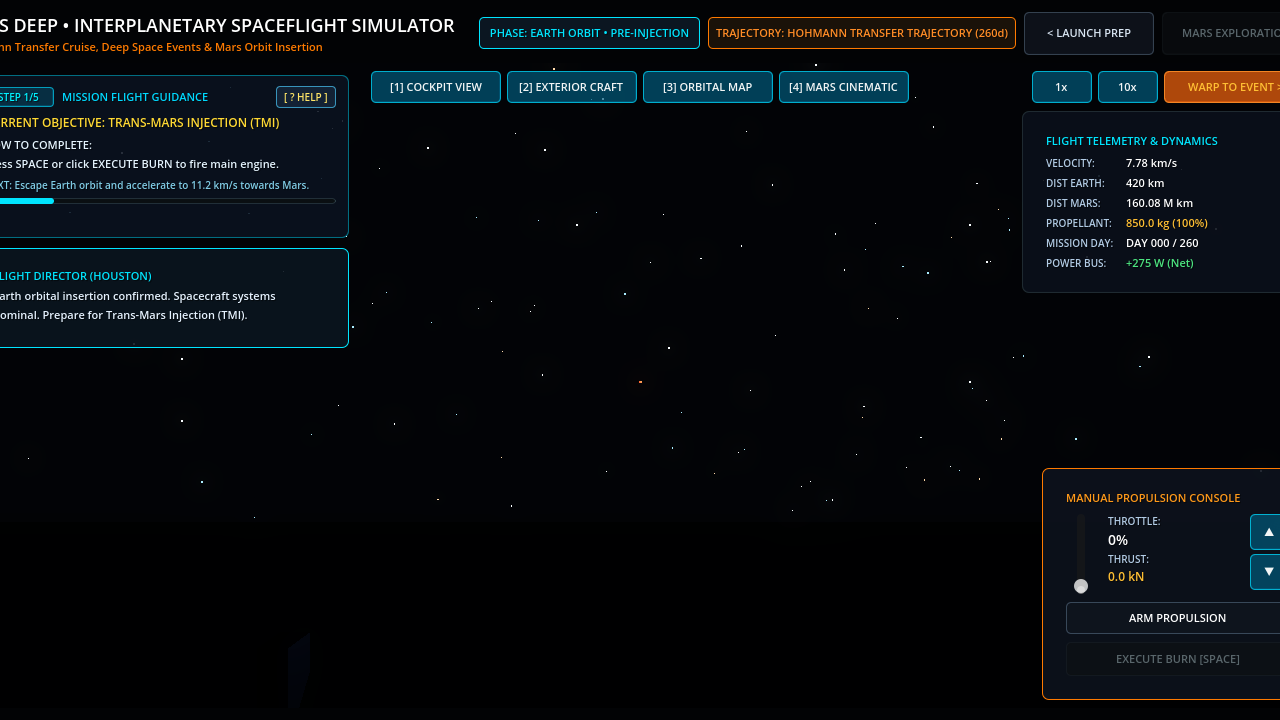 S DEEP • INTERPLANETARY SPACEFLIGHT SIMULATOR
nn Transfer Cruise, Deep Space Events & Mars Orbit Insertion
PHASE: EARTH ORBIT • PRE-INJECTION
TRAJECTORY: HOHMANN TRANSFER TRAJECTORY (260d)
< LAUNCH PREP
MARS EXPLORATIO
STEP 1/5
MISSION FLIGHT GUIDANCE
[ ? HELP ]
RRENT OBJECTIVE: TRANS-MARS INJECTION (TMI)
OW TO COMPLETE:
ess SPACE or click EXECUTE BURN to fire main engine.
XT: Escape Earth orbit and accelerate to 11.2 km/s towards Mars.
LIGHT DIRECTOR (HOUSTON)
arth orbital insertion confirmed. Spacecraft systems
ominal. Prepare for Trans-Mars Injection (TMI).
[1] COCKPIT VIEW
[2] EXTERIOR CRAFT
[3] ORBITAL MAP
[4] MARS CINEMATIC
1x
10x
WARP TO EVENT >
FLIGHT TELEMETRY & DYNAMICS
VELOCITY: 7.78 km/s
DIST EARTH: 420 km
DIST MARS: 160.08 M km
PROPELLANT: 850.0 kg (100%)
MISSION DAY: DAY 000 / 260
POWER BUS: +275 W (Net)
MANUAL PROPULSION CONSOLE
THROTTLE:
0%
THRUST:
0.0 kN
▲
▼
ARM PROPULSION
EXECUTE BURN [SPACE]